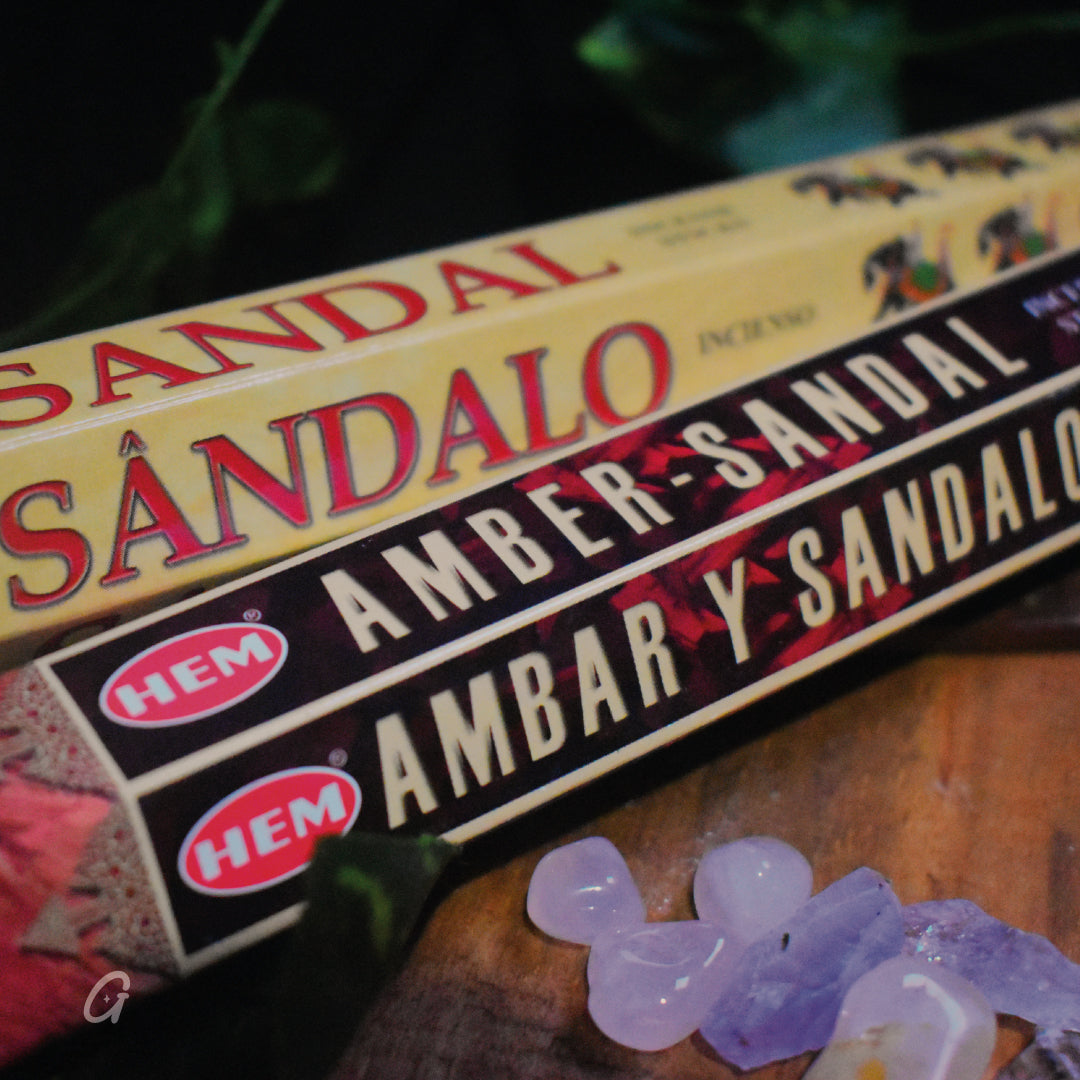 SANDAL
SÂNDALO INCIENSO
HEM® AMBER-SANDAL
HEM® AMBAR Y SANDALO
G